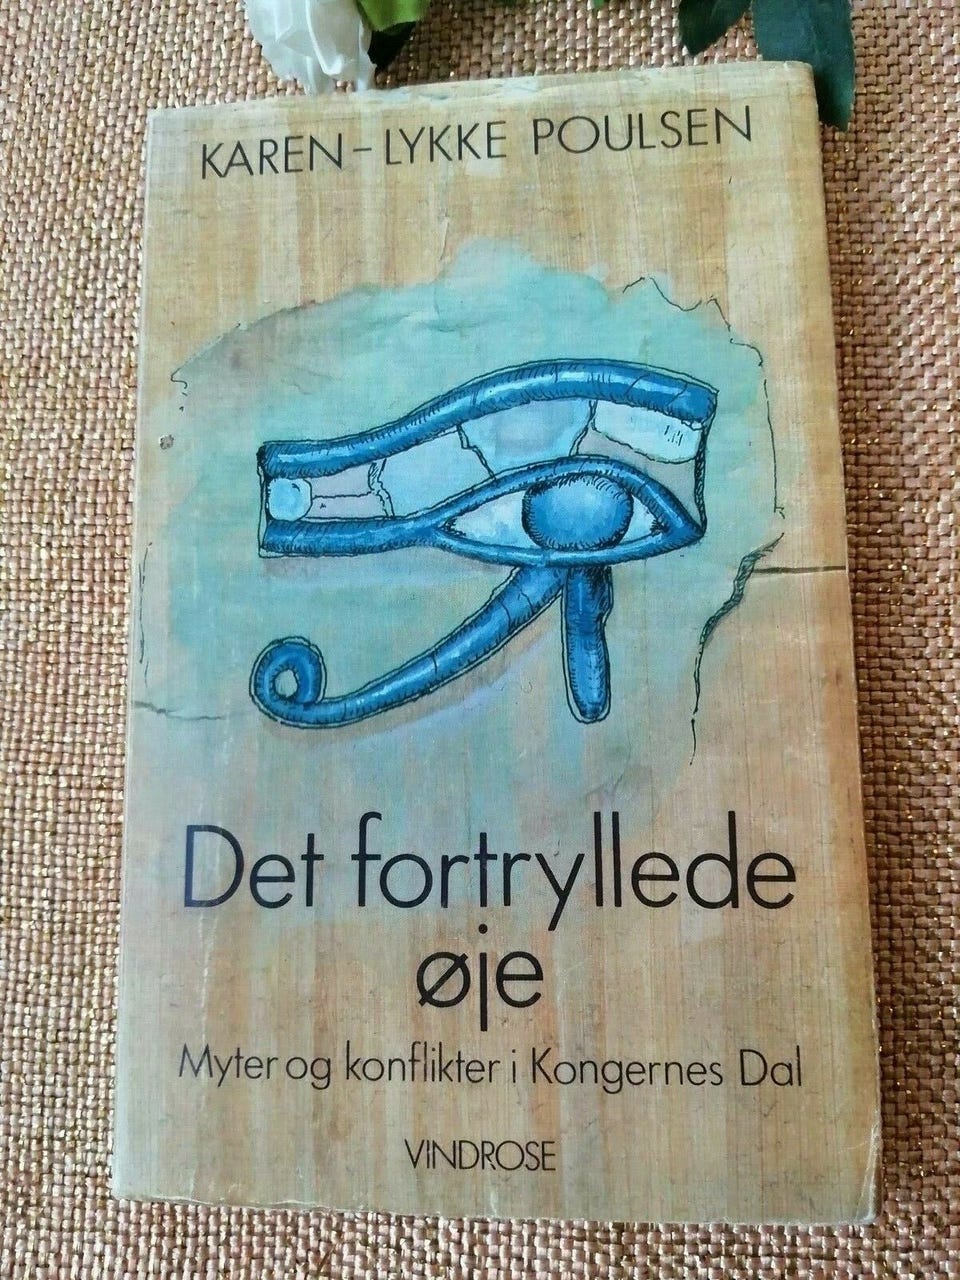 KAREN-LYKKE POULSEN
Det fortryllede
øje
Myter og konflikter i Kongernes Dal
VINDROSE